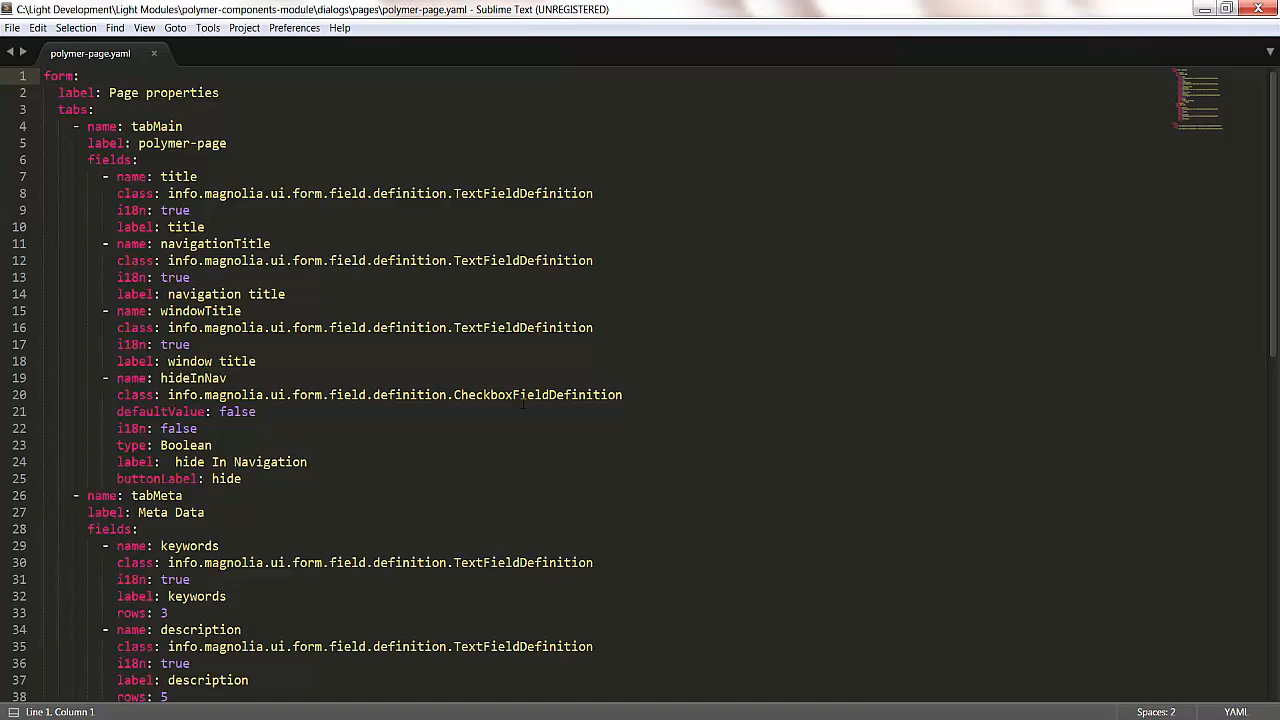 C:\Light Development\Light Modules\polymer-components-module\dialogs\pages\polymer-page.yaml - Sublime Text (UNREGISTERED)
File Edit Selection Find View Goto Tools Project Preferences Help
polymer-page.yaml
1 form:
2 label: Page properties
3 tabs:
4 - name: tabMain
5 label: polymer-page
6 fields:
7 - name: title
8 class: info.magnolia.ui.form.field.definition.TextFieldDefinition
9 i18n: true
10 label: title
11 - name: navigationTitle
12 class: info.magnolia.ui.form.field.definition.TextFieldDefinition
13 i18n: true
14 label: navigation title
15 - name: windowTitle
16 class: info.magnolia.ui.form.field.definition.TextFieldDefinition
17 i18n: true
18 label: window title
19 - name: hideInNav
20 class: info.magnolia.ui.form.field.definition.CheckboxFieldDefinition
21 defaultValue: false
22 i18n: false
23 type: Boolean
24 label:  hide In Navigation
25 buttonLabel: hide
26 - name: tabMeta
27 label: Meta Data
28 fields:
29 - name: keywords
30 class: info.magnolia.ui.form.field.definition.TextFieldDefinition
31 i18n: true
32 label: keywords
33 rows: 3
34 - name: description
35 class: info.magnolia.ui.form.field.definition.TextFieldDefinition
36 i18n: true
37 label: description
38 rows: 5
Line 1, Column 1 Spaces: 2 YAML